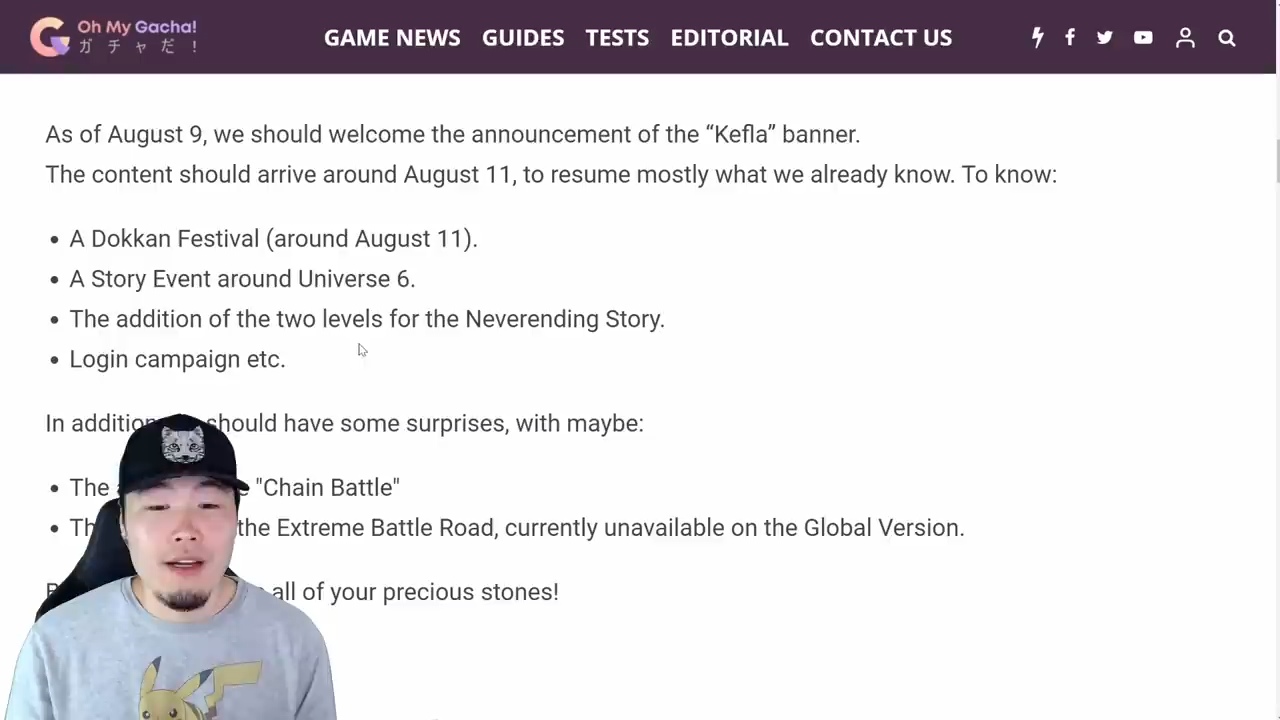 Oh My Gacha!
ガチャだ!
GAME NEWS GUIDES TESTS EDITORIAL CONTACT US
As of August 9, we should welcome the announcement of the “Kefla” banner.
The content should arrive around August 11, to resume mostly what we already know. To know:
• A Dokkan Festival (around August 11).
• A Story Event around Universe 6.
• The addition of the two levels for the Neverending Story.
• Login campaign etc.
In addition should have some surprises, with maybe:
• The "Chain Battle"
• the Extreme Battle Road, currently unavailable on the Global Version.
all of your precious stones!